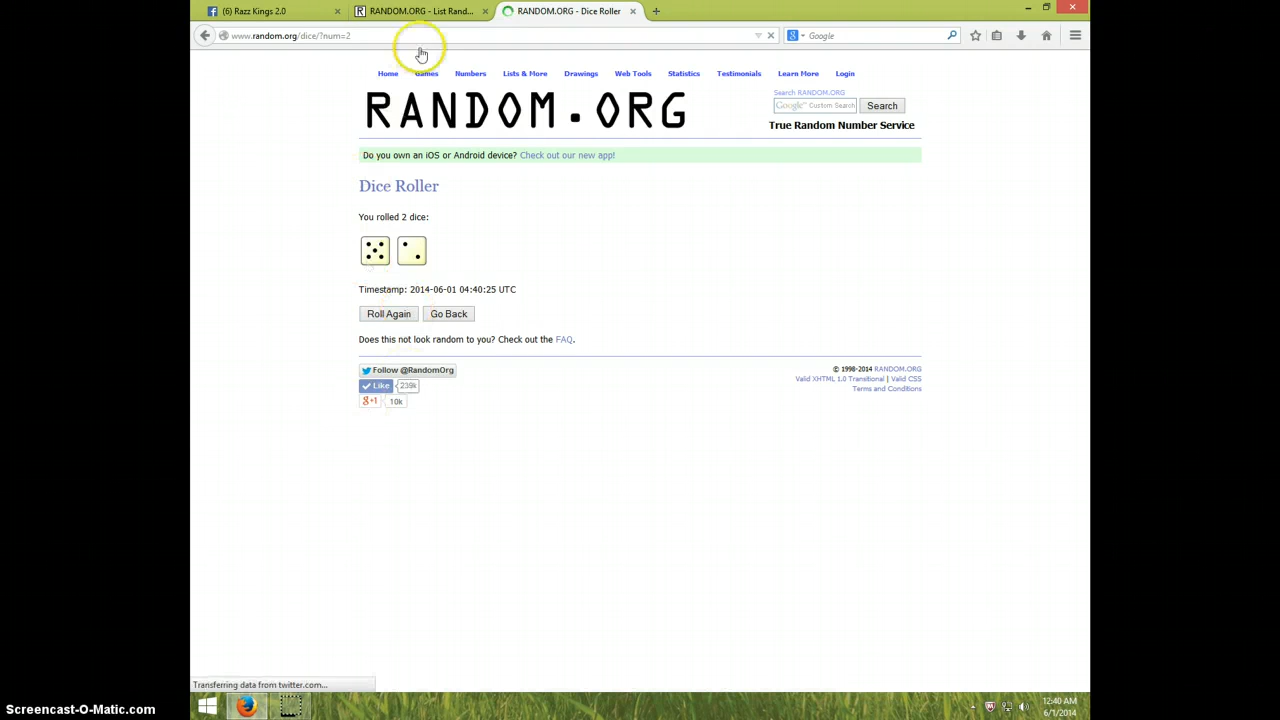 (6) Razz Kings 2.0
RANDOM.ORG - List Rand...
RANDOM.ORG - Dice Roller
www.random.org/dice/?num=2
Google
Home Games Numbers Lists & More Drawings Web Tools Statistics Testimonials Learn More Login
RANDOM.ORG
Search RANDOM.ORG
Google™ Custom Search
Search
True Random Number Service
Do you own an iOS or Android device? Check out our new app!
Dice Roller
You rolled 2 dice:
Timestamp: 2014-06-01 04:40:25 UTC
Roll Again Go Back
Does this not look random to you? Check out the FAQ.
Follow @RandomOrg
Like 239k
g+1 10k
© 1998-2014 RANDOM.ORG
Valid XHTML 1.0 Transitional | Valid CSS
Terms and Conditions
Transferring data from twitter.com...
12:40 AM
6/1/2014
Screencast-O-Matic.com